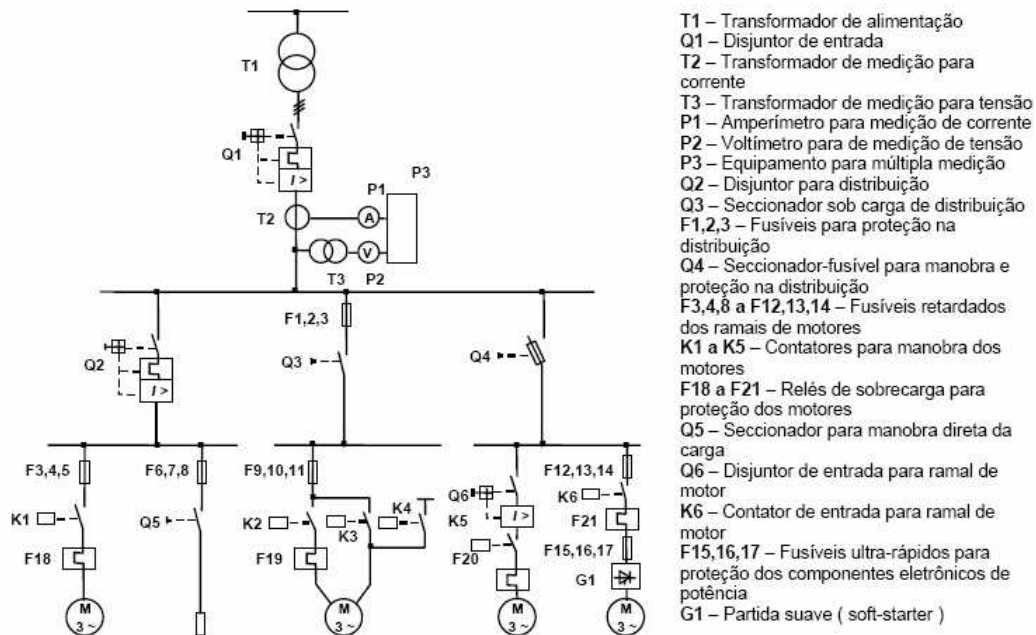 T1
Q1
I >
P3
P1
T2
A
V
T3
P2
F1,2,3
Q2
I >
Q3
Q4
F3,4,5
F6,7,8
F9,10,11
F12,13,14
K1
Q5
K2
K3
K4
Q6
K5
I >
K6
F21
F18
F19
F20
F15,16,17
G1
M
3 ~
M
3 ~
M
3 ~
M
3 ~
T1 – Transformador de alimentação
Q1 – Disjuntor de entrada
T2 – Transformador de medição para
corrente
T3 – Transformador de medição para tensão
P1 – Amperímetro para medição de corrente
P2 – Voltímetro para de medição de tensão
P3 – Equipamento para múltipla medição
Q2 – Disjuntor para distribuição
Q3 – Seccionador sob carga de distribuição
F1,2,3 – Fusíveis para proteção na
distribuição
Q4 – Seccionador-fusível para manobra e
proteção na distribuição
F3,4,8 a F12,13,14 – Fusíveis retardados
dos ramais de motores
K1 a K5 – Contatores para manobra dos
motores
F18 a F21 – Relés de sobrecarga para
proteção dos motores
Q5 – Seccionador para manobra direta da
carga
Q6 – Disjuntor de entrada para ramal de
motor
K6 – Contator de entrada para ramal de
motor
F15,16,17 – Fusíveis ultra-rápidos para
proteção dos componentes eletrônicos de
potência
G1 – Partida suave ( soft-starter )